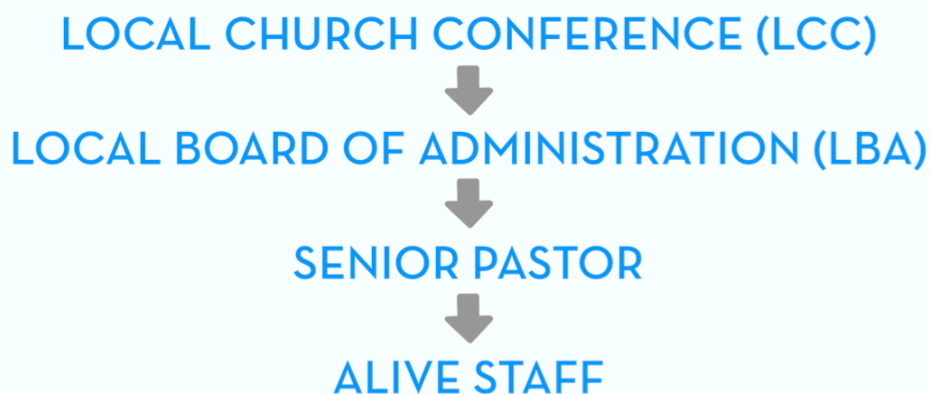 LOCAL CHURCH CONFERENCE (LCC)
LOCAL BOARD OF ADMINISTRATION (LBA)
SENIOR PASTOR
ALIVE STAFF